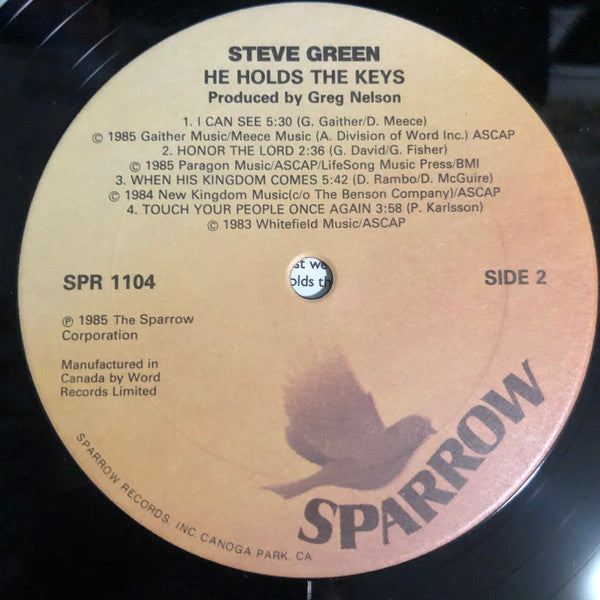 STEVE GREEN
HE HOLDS THE KEYS
Produced by Greg Nelson
1. I CAN SEE 5:30 (G. Gaither/D. Meece)
© 1985 Gaither Music/Meece Music (A. Division of Word Inc.) ASCAP
2. HONOR THE LORD 2:36 (G. David/G. Fisher)
© 1985 Paragon Music/ASCAP/LifeSong Music Press/BMI
3. WHEN HIS KINGDOM COMES 5:42 (D. Rambo/D. McGuire)
© 1984 New Kingdom Music(c/o The Benson Company)/ASCAP
4. TOUCH YOUR PEOPLE ONCE AGAIN 3:58 (P. Karlsson)
© 1983 Whitefield Music/ASCAP
st we
olds th
SPR 1104
SIDE 2
℗ 1985 The Sparrow
Corporation
Manufactured in
Canada by Word
Records Limited
SPARROW
SPARROW RECORDS, INC. CANOGA PARK, CA